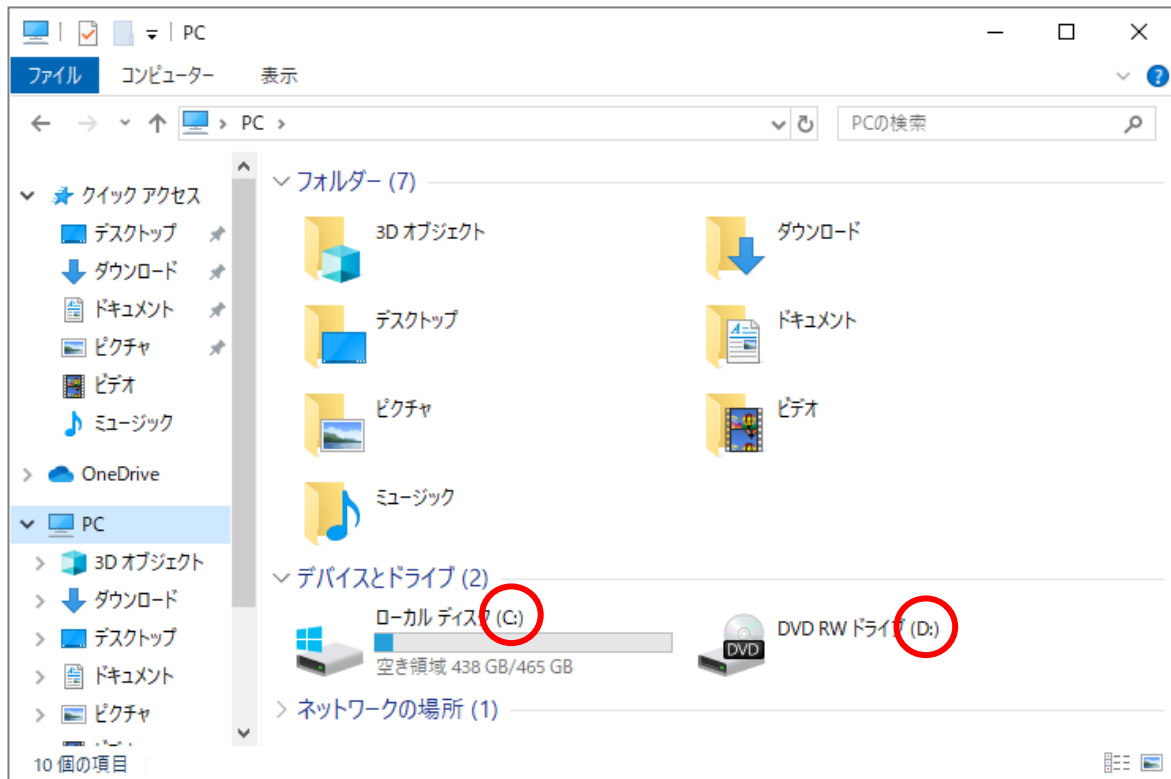 PC
ファイル コンピューター 表示
PC
PCの検索
クイック アクセス
デスクトップ
ダウンロード
ドキュメント
ピクチャ
ビデオ
ミュージック
OneDrive
PC
3D オブジェクト
ダウンロード
デスクトップ
ドキュメント
ピクチャ
フォルダー (7)
3D オブジェクト
ダウンロード
デスクトップ
ドキュメント
ピクチャ
ビデオ
ミュージック
デバイスとドライブ (2)
ローカル ディスク (C:)
空き領域 438 GB/465 GB
DVD RW ドライブ (D:)
DVD
ネットワークの場所 (1)
10 個の項目